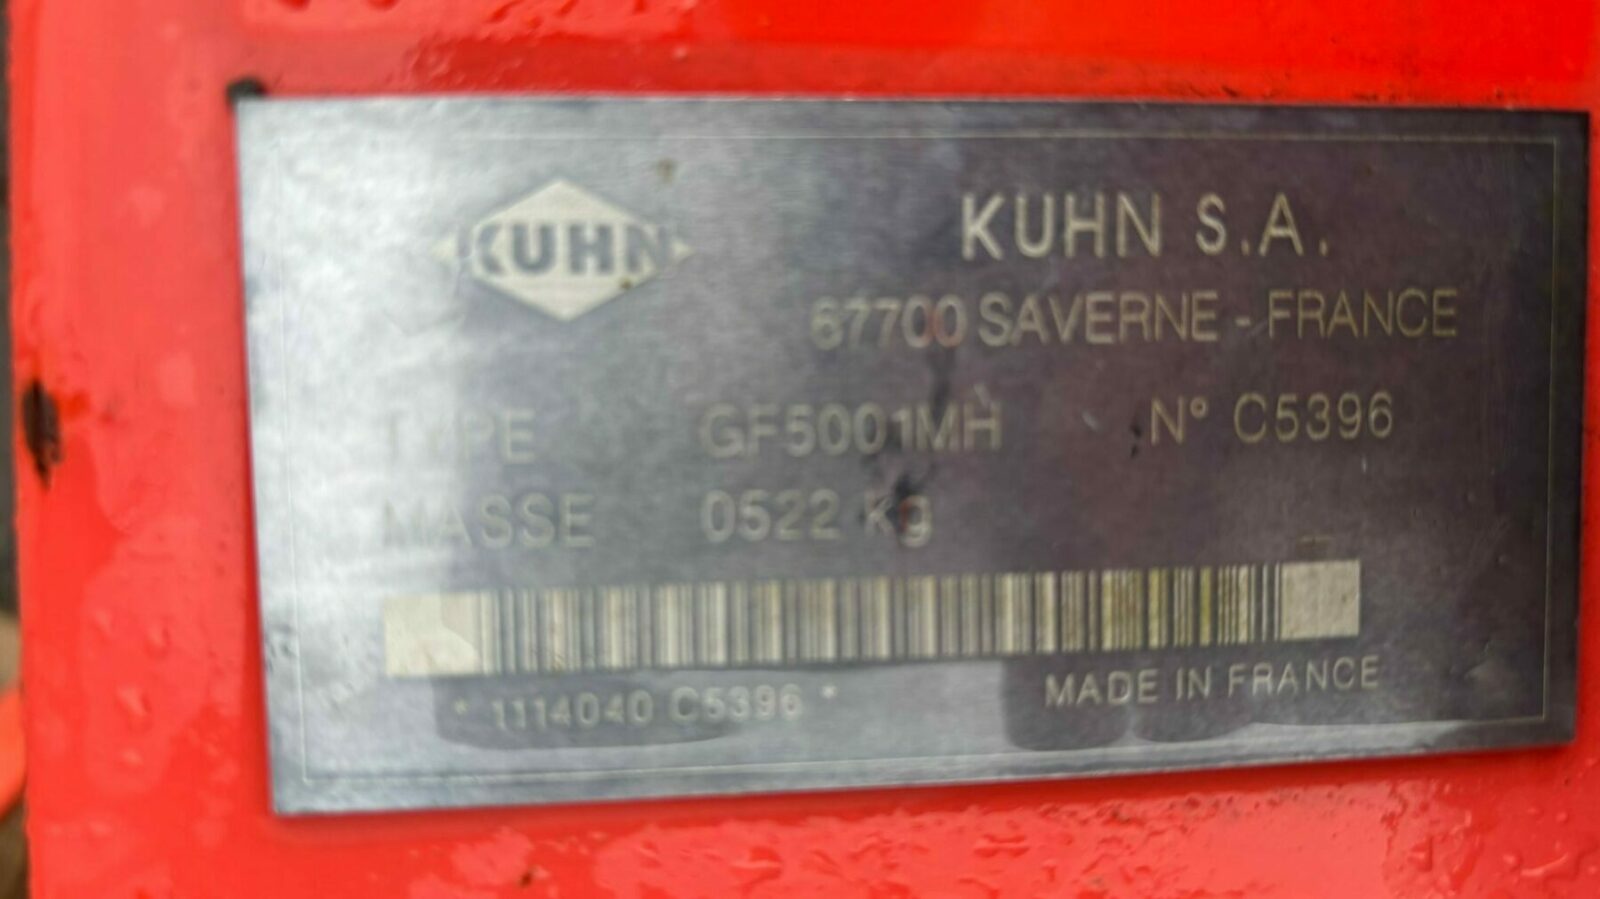 KUHN
KUHN S.A.
67700 SAVERNE - FRANCE
TYPE GF5001MH N° C5396
MASSE 0522 Kg
* 1114040 C5396 *
MADE IN FRANCE